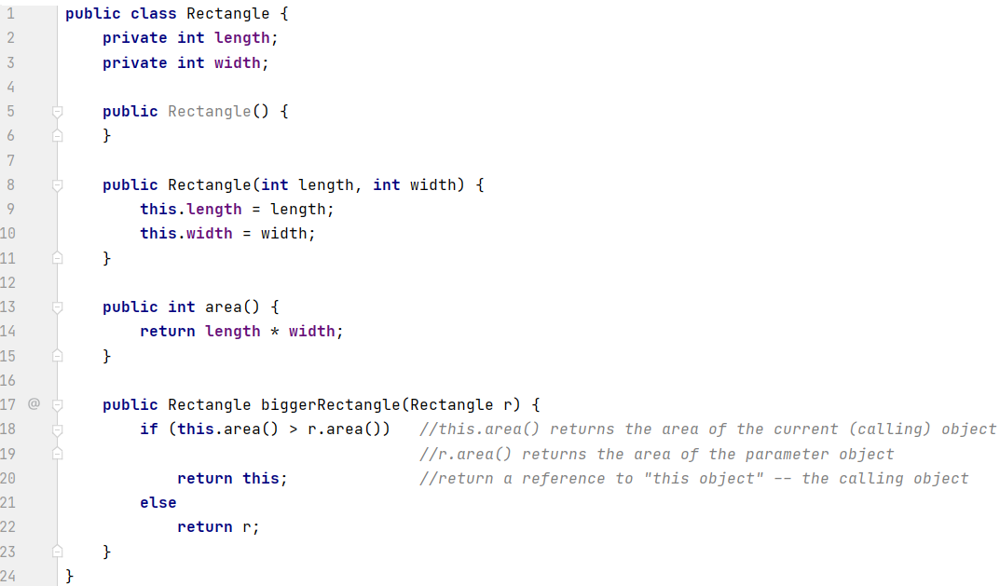 1 public class Rectangle {
2     private int length;
3     private int width;
4
5     public Rectangle() {
6     }
7
8     public Rectangle(int length, int width) {
9         this.length = length;
10         this.width = width;
11     }
12
13     public int area() {
14         return length * width;
15     }
16
17 @     public Rectangle biggerRectangle(Rectangle r) {
18         if (this.area() > r.area())   //this.area() returns the area of the current (calling) object
19                                       //r.area() returns the area of the parameter object
20             return this;              //return a reference to "this object" -- the calling object
21         else
22             return r;
23     }
24 }